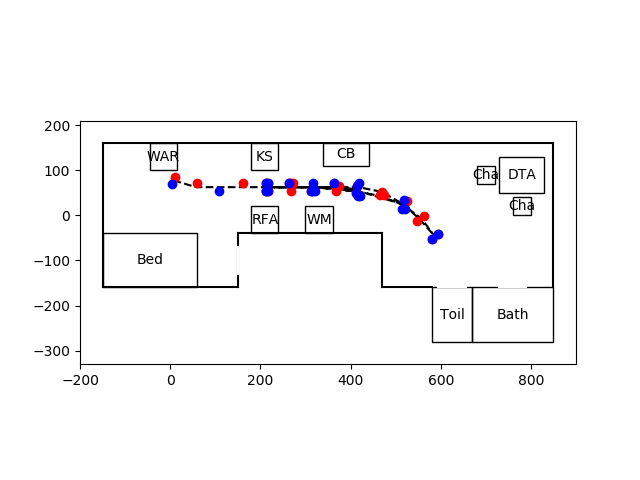 200
100
0
−100
−200
−300
WAR
KS
CB
Cha
DTA
Cha
RFA
WM
Bed
Toil
Bath
−200
0
200
400
600
800